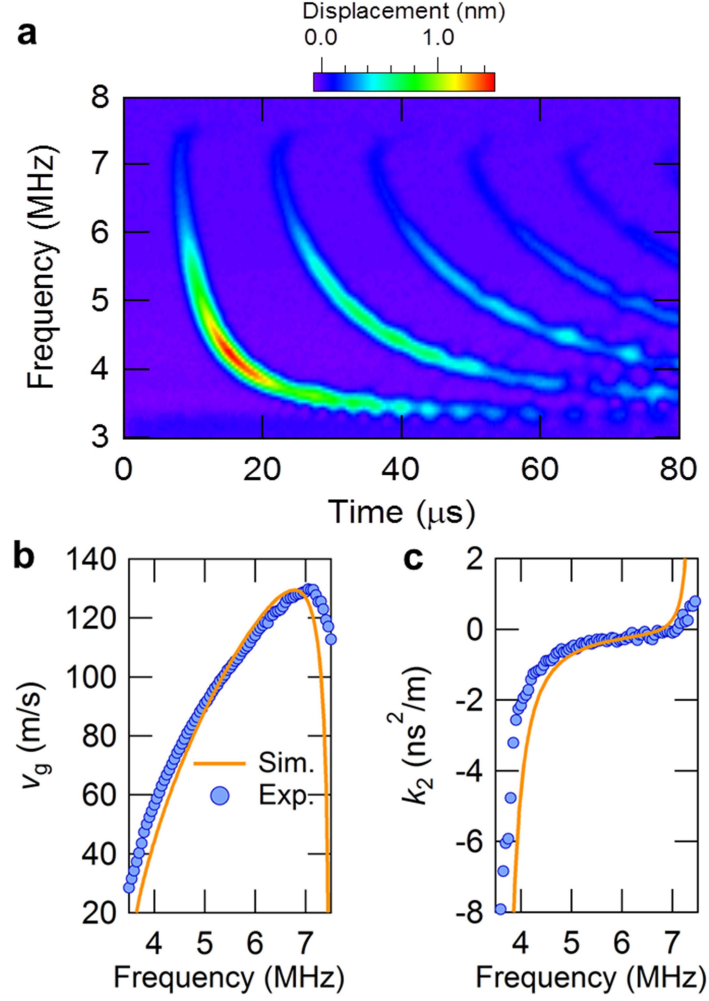 a
Displacement (nm)
0.0 1.0
8
7
6
5
4
3
Frequency (MHz)
0 20 40 60 80
Time (μs)
b
140
120
100
80
60
40
20
v_g (m/s)
Sim.
Exp.
4 5 6 7
Frequency (MHz)
c
2
0
-2
-4
-6
-8
k_2 (ns²/m)
4 5 6 7
Frequency (MHz)